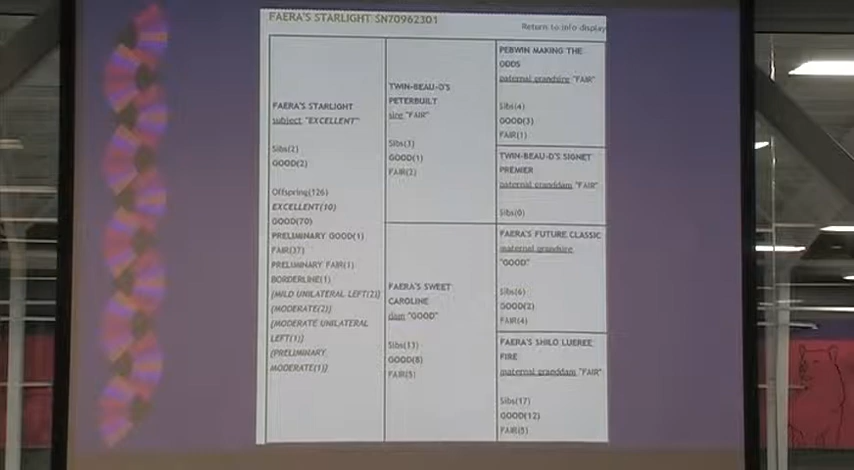 FAERA'S STARLIGHT SN70962301
Return to info display
FAERA'S STARLIGHT
subject "EXCELLENT"
Sibs(2)
GOOD(2)
Offspring(126)
EXCELLENT(10)
GOOD(70)
PRELIMINARY GOOD(1)
FAIR(37)
PRELIMINARY FAIR(1)
BORDERLINE(1)
[MILD UNILATERAL LEFT(2)]
[MODERATE(2)]
[MODERATE UNILATERAL
LEFT(1)]
[PRELIMINARY
MODERATE(1)]
TWIN-BEAU-D'S
PETERBUILT
sire "FAIR"
Sibs(3)
GOOD(1)
FAIR(2)
FAERA'S SWEET
CAROLINE
dam "GOOD"
Sibs(13)
GOOD(8)
FAIR(5)
PEBWIN MAKING THE
ODDS
paternal grandsire "FAIR"
Sibs(4)
GOOD(3)
FAIR(1)
TWIN-BEAU-D'S SIGNET
PREMIER
paternal granddam "FAIR"
Sibs(0)
FAERA'S FUTURE CLASSIC
maternal grandsire
"GOOD"
Sibs(6)
GOOD(2)
FAIR(4)
FAERA'S SHILO LUEREE
FIRE
maternal granddam "FAIR"
Sibs(17)
GOOD(12)
FAIR(5)